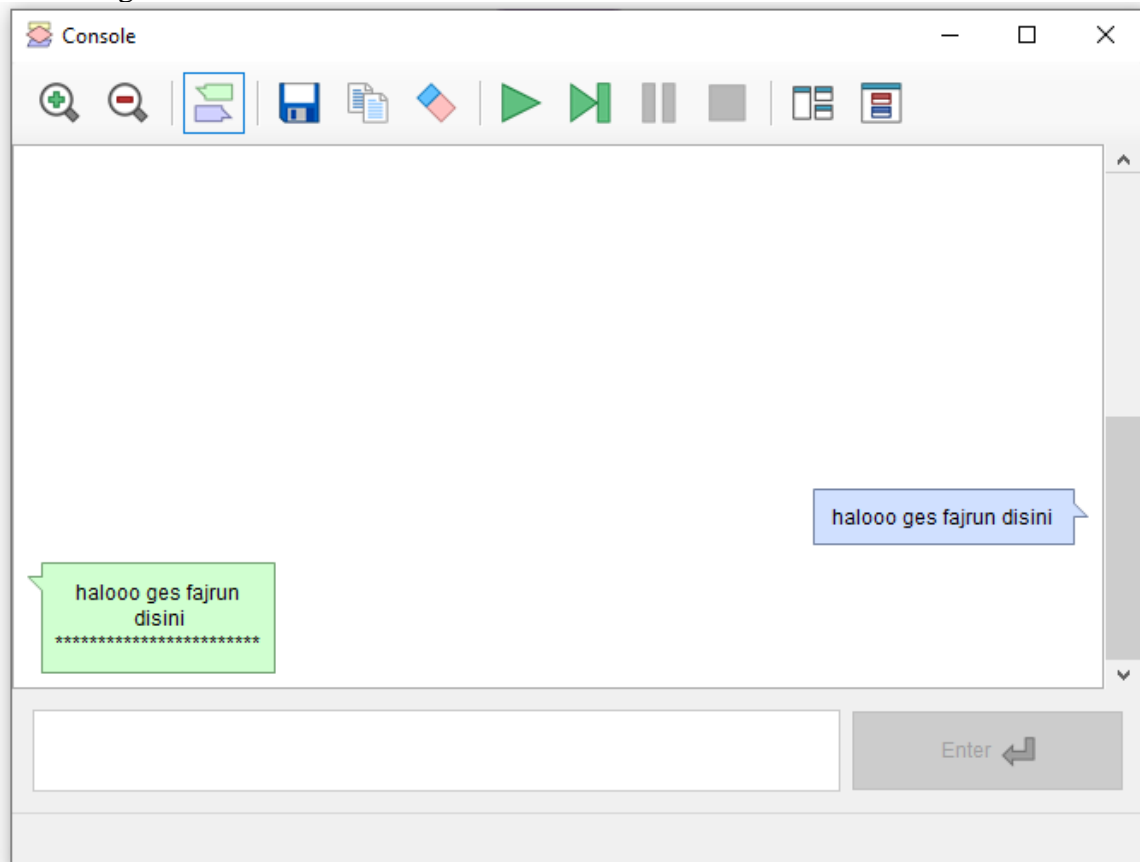 Console
halooo ges fajrun disini
halooo ges fajrun
disini
************************
Enter